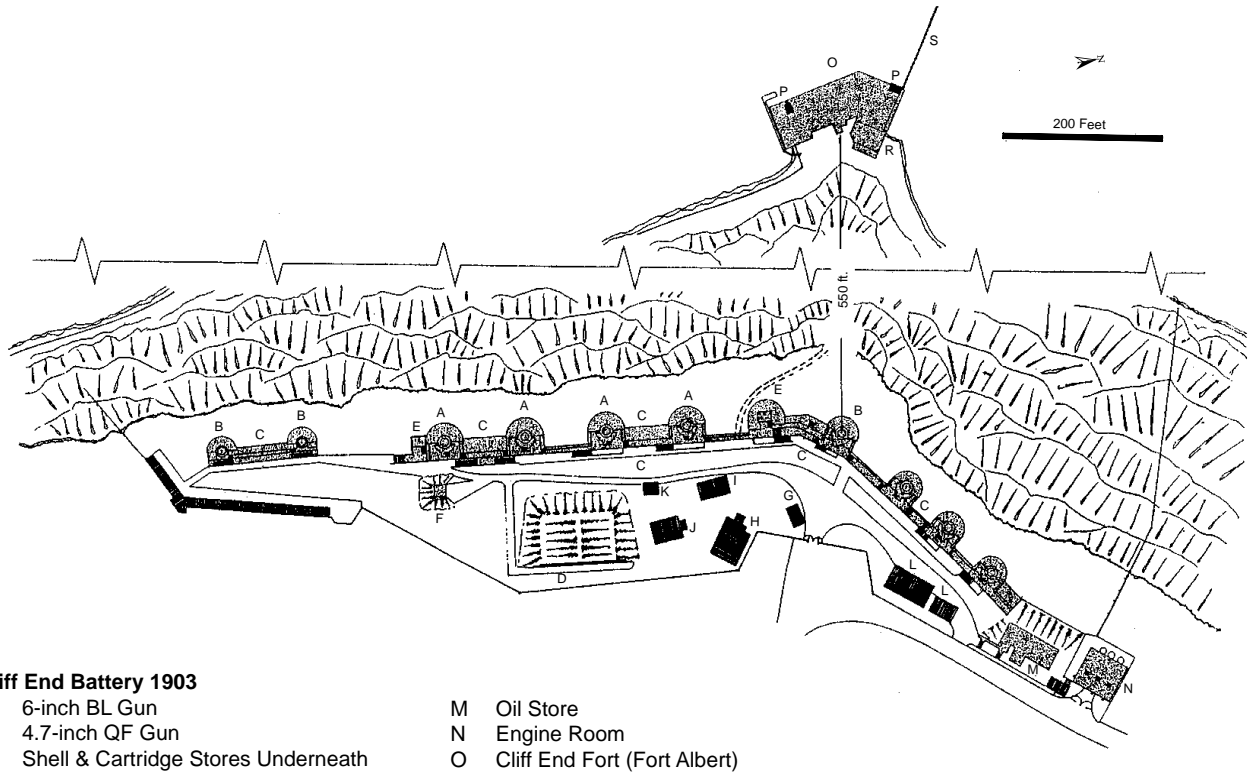 S
O
P
P
Z
200 Feet
R
550 ft.
E
B
B
B
A
A
A
A
C
E
C
C
C
C
C
K
I
G
F
J
H
D
L
L
M
N
iff End Battery 1903
6-inch BL Gun
4.7-inch QF Gun
Shell & Cartridge Stores Underneath
M Oil Store
N Engine Room
O Cliff End Fort (Fort Albert)